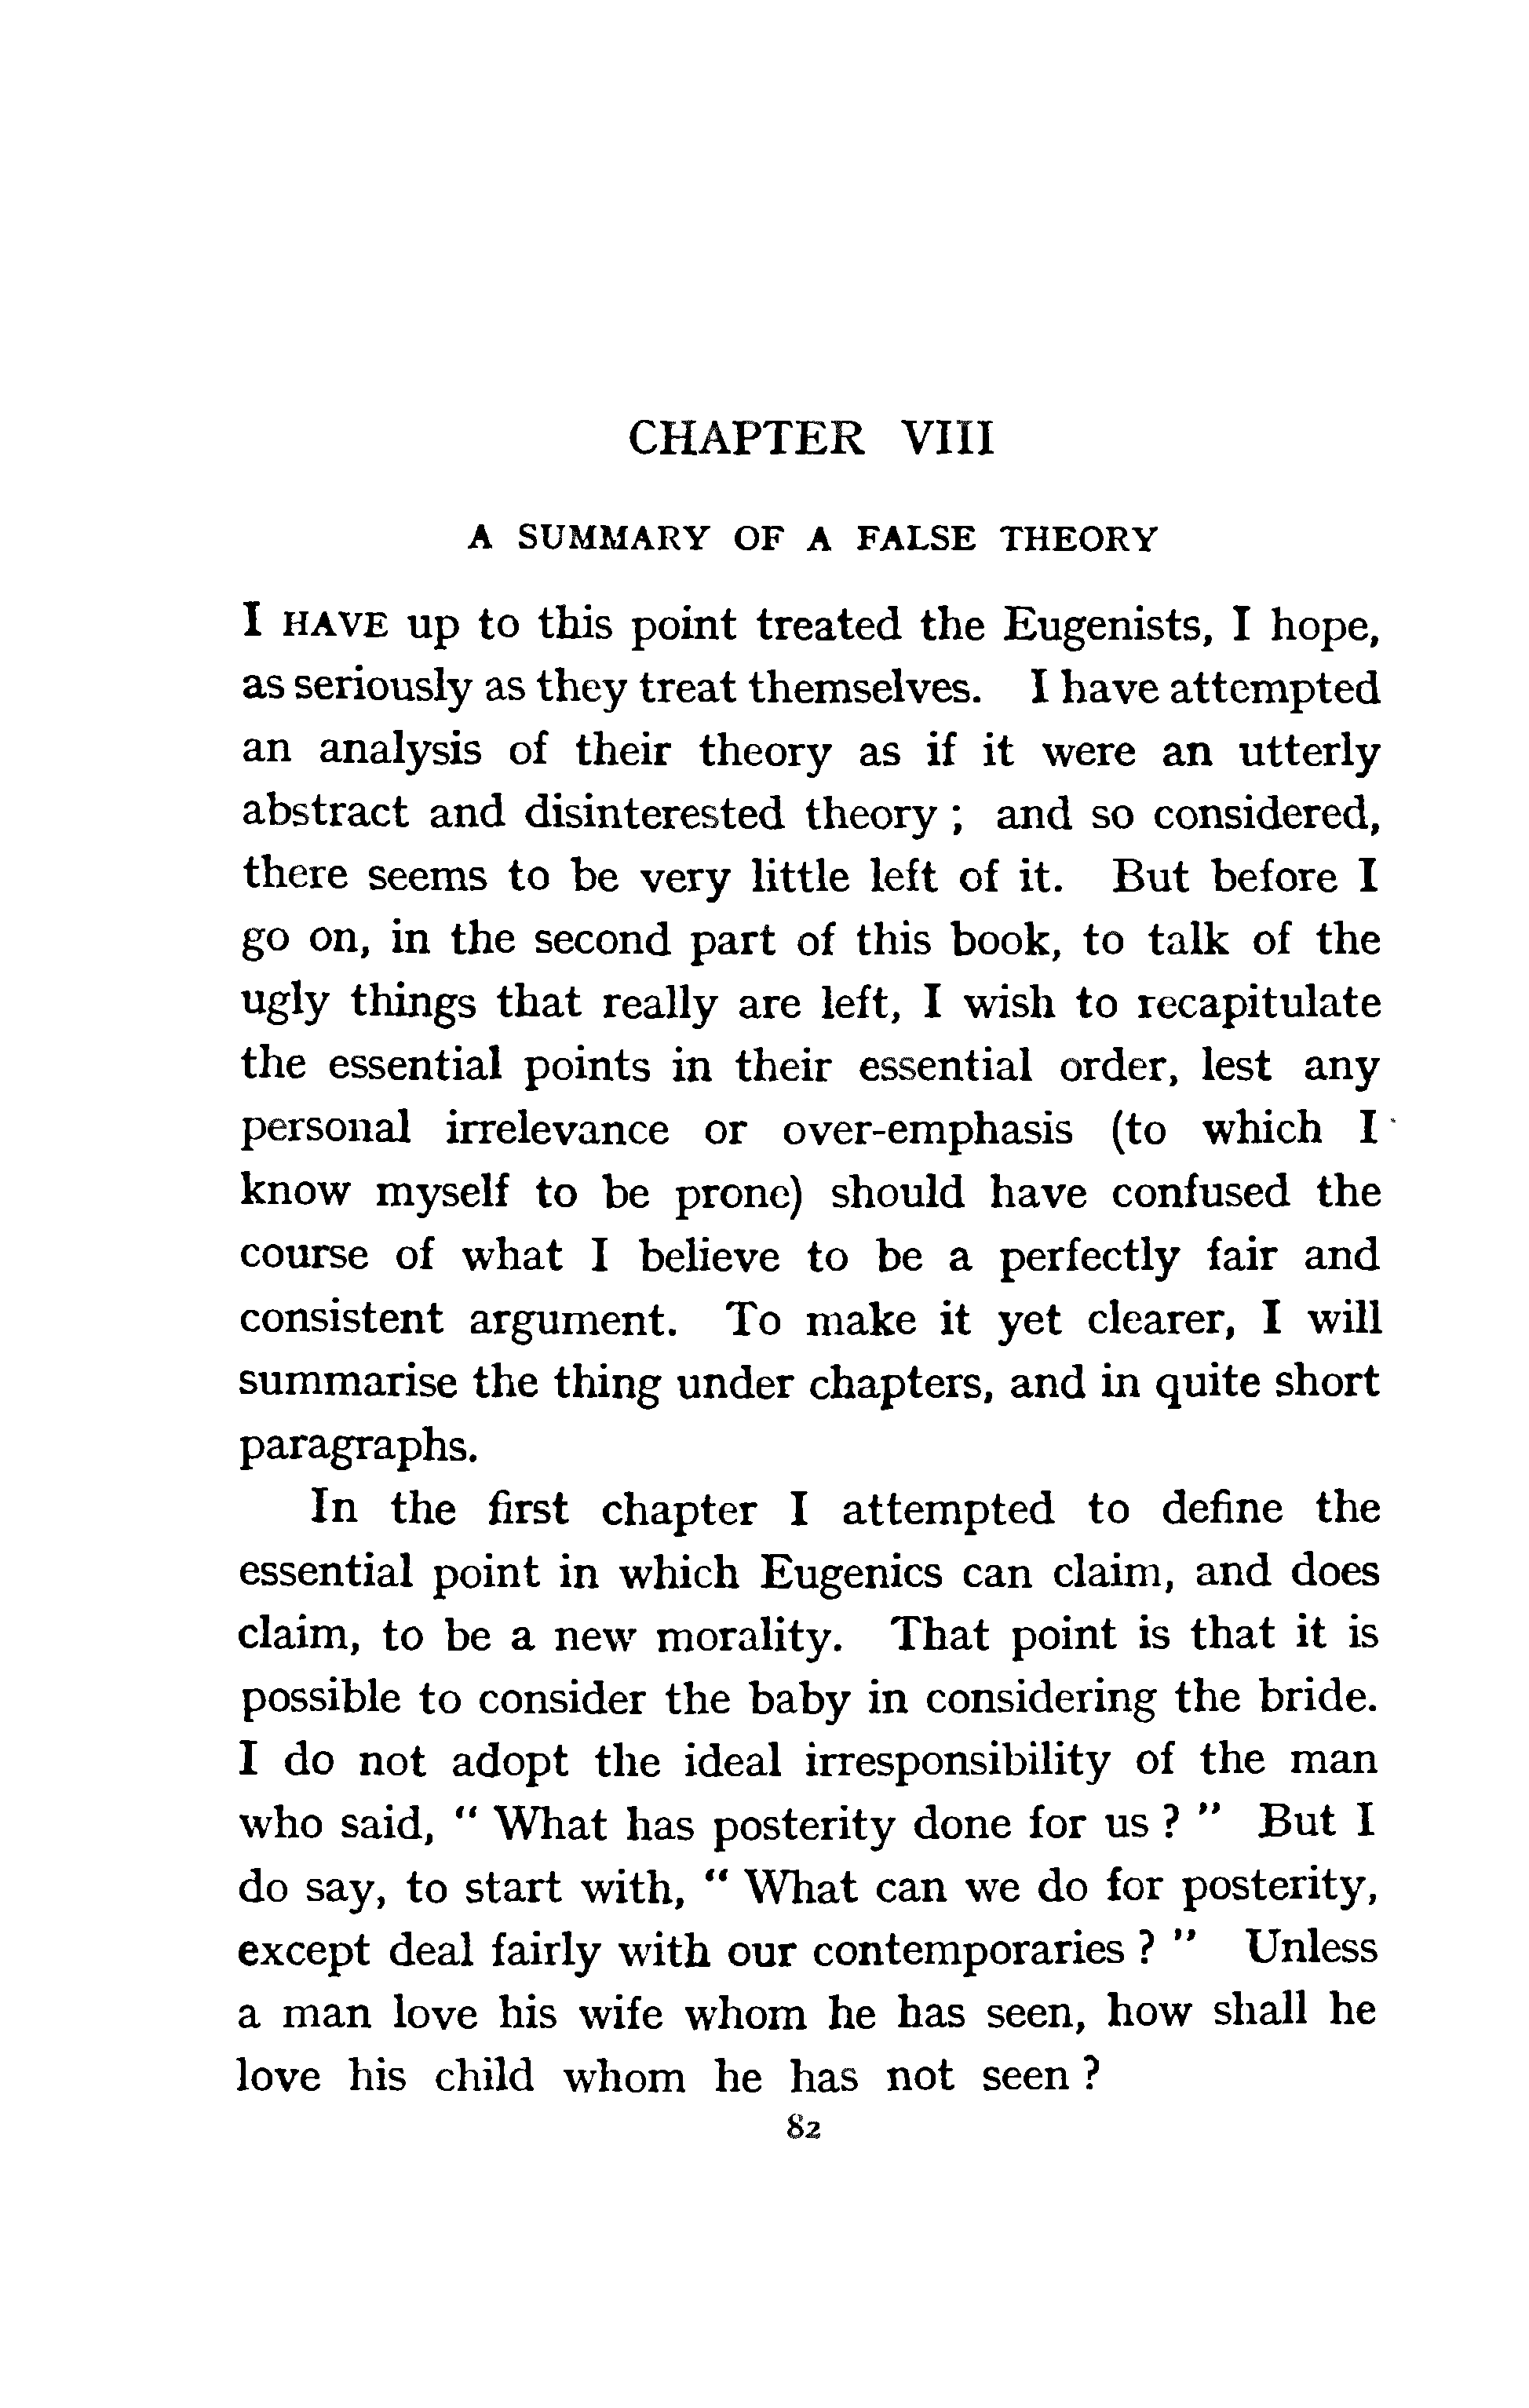 CHAPTER VIII
A SUMMARY OF A FALSE THEORY
I HAVE up to this point treated the Eugenists, I hope,
as seriously as they treat themselves. I have attempted
an analysis of their theory as if it were an utterly
abstract and disinterested theory ; and so considered,
there seems to be very little left of it. But before I
go on, in the second part of this book, to talk of the
ugly things that really are left, I wish to recapitulate
the essential points in their essential order, lest any
personal irrelevance or over-emphasis (to which I
know myself to be prone) should have confused the
course of what I believe to be a perfectly fair and
consistent argument. To make it yet clearer, I will
summarise the thing under chapters, and in quite short
paragraphs.
In the first chapter I attempted to define the
essential point in which Eugenics can claim, and does
claim, to be a new morality. That point is that it is
possible to consider the baby in considering the bride.
I do not adopt the ideal irresponsibility of the man
who said, “ What has posterity done for us ? ” But I
do say, to start with, “ What can we do for posterity,
except deal fairly with our contemporaries ? ” Unless
a man love his wife whom he has seen, how shall he
love his child whom he has not seen ?
82